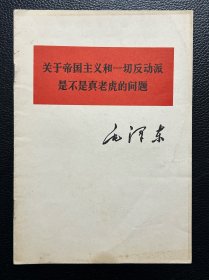 关于帝国主义和一切反动派
是不是真老虎的问题
毛泽东